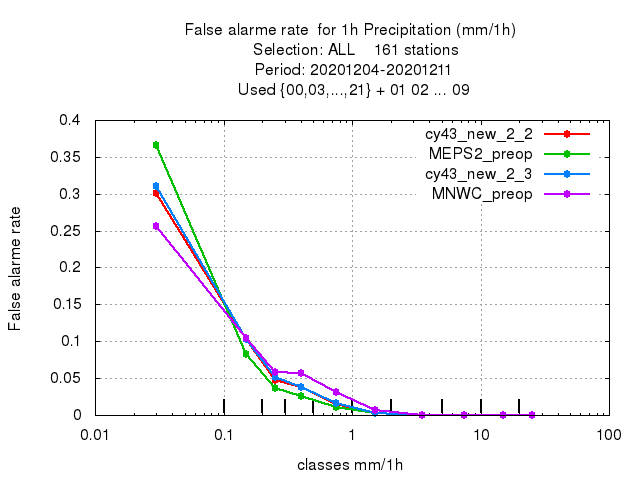 False alarme rate  for 1h Precipitation (mm/1h)
Selection: ALL    161 stations
Period: 20201204-20201211
Used {00,03,...,21} + 01 02 ... 09
cy43_new_2_2
MEPS2_preop
cy43_new_2_3
MNWC_preop
False alarme rate
0.4
0.35
0.3
0.25
0.2
0.15
0.1
0.05
0
0.01 0.1 1 10 100
classes mm/1h